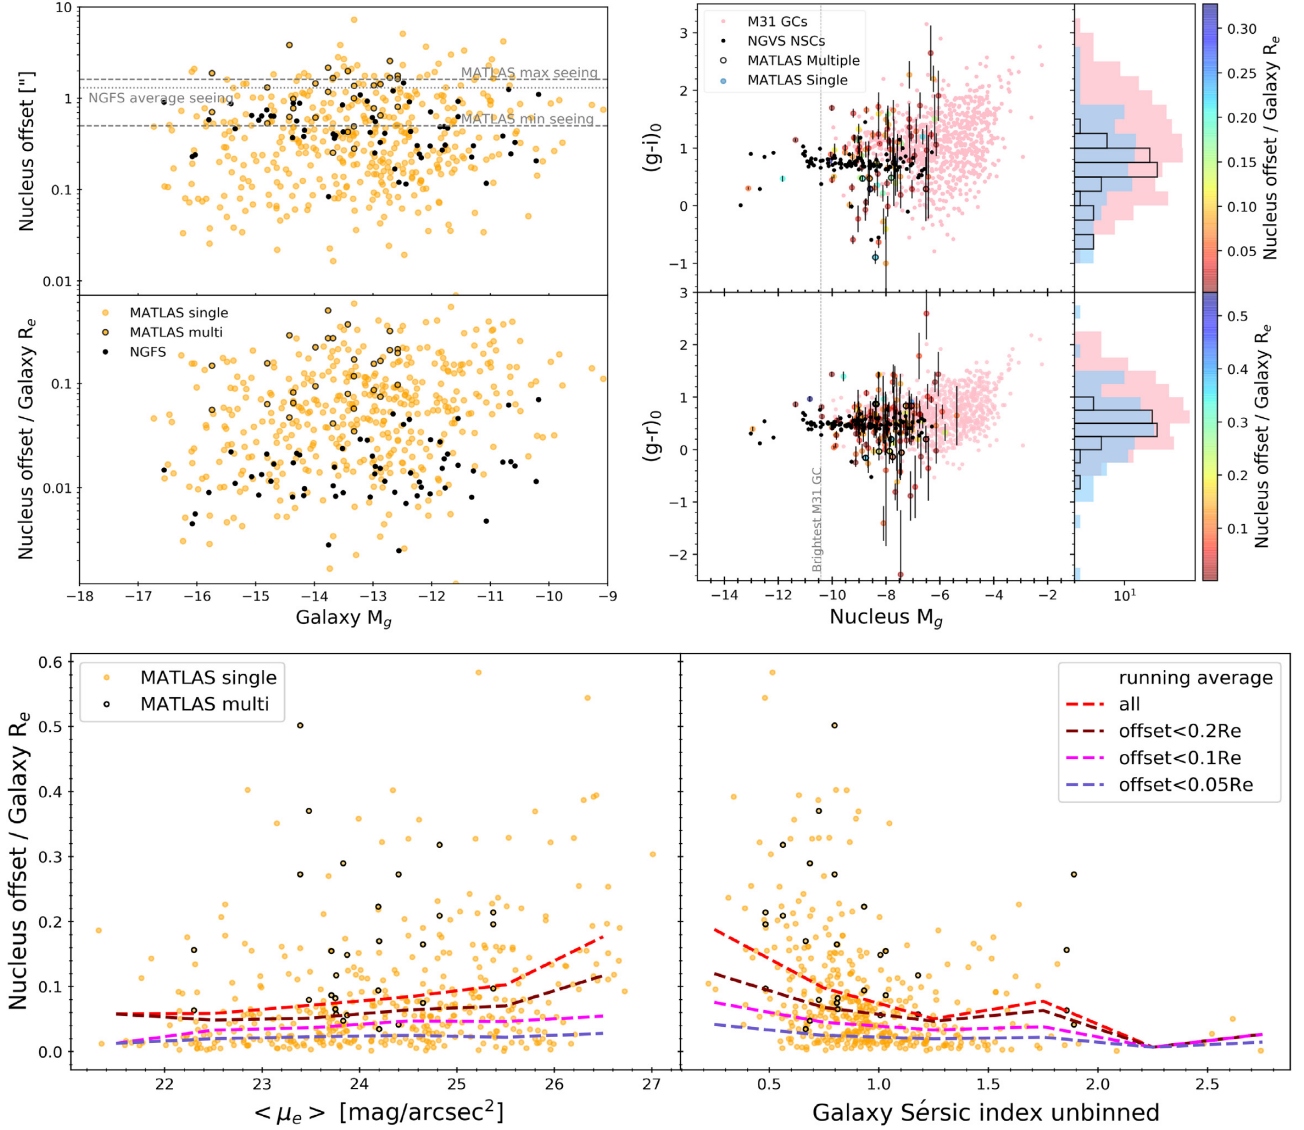 10
1
0.1
0.01
Nucleus offset ["]
MATLAS max seeing
NGFS average seeing
MATLAS min seeing
0.1
0.01
Nucleus offset / Galaxy Re
MATLAS single
MATLAS multi
NGFS
−18 −17 −16 −15 −14 −13 −12 −11 −10 −9
Galaxy Mg
3
2
1
0
−1
(g-i)0
M31 GCs
NGVS NSCs
MATLAS Multiple
MATLAS Single
0.30
0.25
0.20
0.15
0.10
0.05
Nucleus offset / Galaxy Re
3
2
1
0
−1
−2
(g-r)0
Brightest M31 GC
−14 −12 −10 −8 −6 −4 −2
Nucleus Mg
10¹
0.5
0.4
0.3
0.2
0.1
Nucleus offset / Galaxy Re
0.6
0.5
0.4
0.3
0.2
0.1
0.0
Nucleus offset / Galaxy Re
MATLAS single
MATLAS multi
22 23 24 25 26 27
< μe > [mag/arcsec²]
running average
all
offset<0.2Re
offset<0.1Re
offset<0.05Re
0.5 1.0 1.5 2.0 2.5
Galaxy Sérsic index unbinned